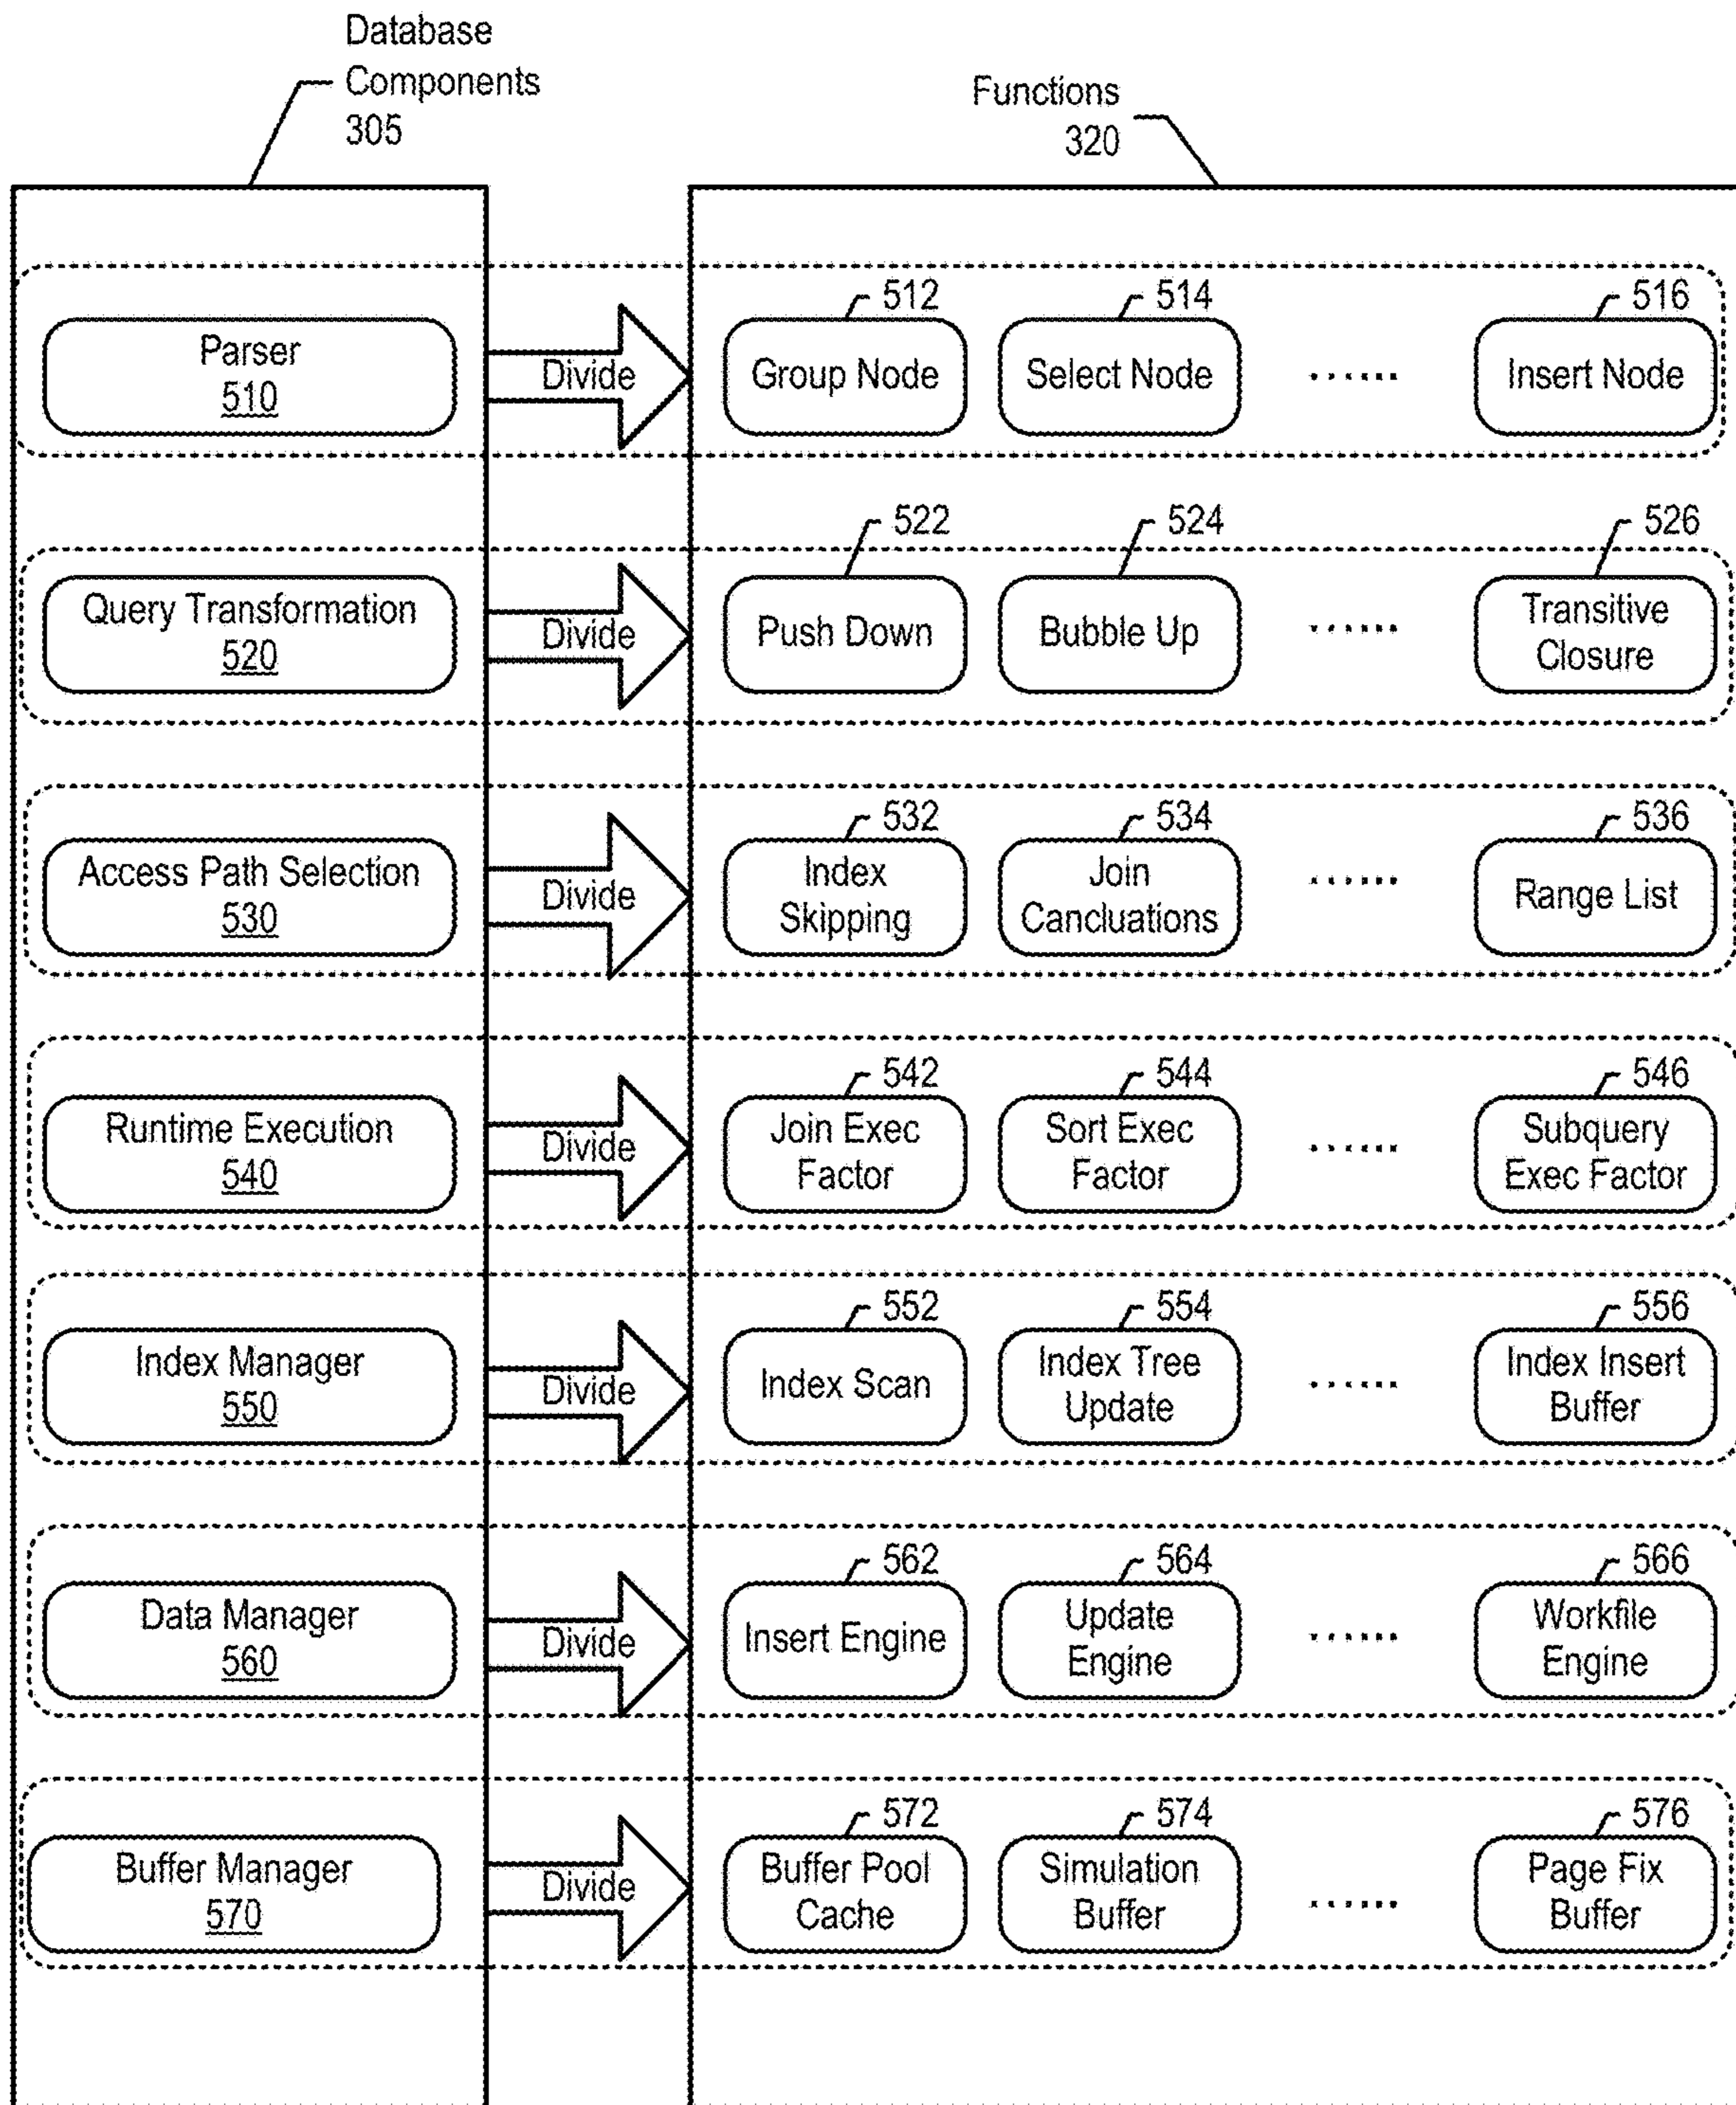 Database
Components
305
Functions
320
512
514
516
Parser
510
Divide
Group Node
Select Node
......
Insert Node
522
524
526
Query Transformation
520
Divide
Push Down
Bubble Up
......
Transitive
Closure
532
534
536
Access Path Selection
530
Divide
Index
Skipping
Join
Cancluations
......
Range List
542
544
546
Runtime Execution
540
Divide
Join Exec
Factor
Sort Exec
Factor
......
Subquery
Exec Factor
552
554
556
Index Manager
550
Divide
Index Scan
Index Tree
Update
......
Index Insert
Buffer
562
564
566
Data Manager
560
Divide
Insert Engine
Update
Engine
......
Workfile
Engine
572
574
576
Buffer Manager
570
Divide
Buffer Pool
Cache
Simulation
Buffer
......
Page Fix
Buffer